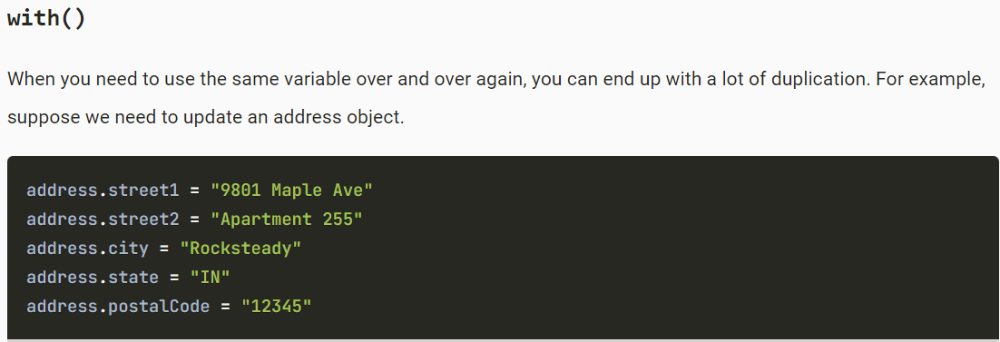 with()
When you need to use the same variable over and over again, you can end up with a lot of duplication. For example,
suppose we need to update an address object.
address.street1 = "9801 Maple Ave"
address.street2 = "Apartment 255"
address.city = "Rocksteady"
address.state = "IN"
address.postalCode = "12345"